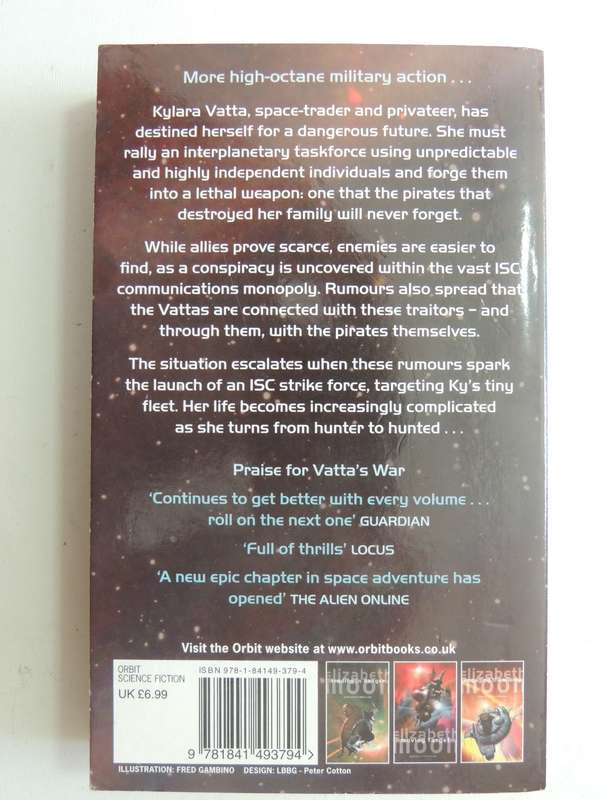 More high-octane military action . . .
Kylara Vatta, space-trader and privateer, has
destined herself for a dangerous future. She must
rally an interplanetary taskforce using unpredictable
and highly independent individuals and forge them
into a lethal weapon: one that the pirates that
destroyed her family will never forget.
While allies prove scarce, enemies are easier to
find, as a conspiracy is uncovered within the vast ISC
communications monopoly. Rumours also spread that
the Vattas are connected with these traitors – and
through them, with the pirates themselves.
The situation escalates when these rumours spark
the launch of an ISC strike force, targeting Ky's tiny
fleet. Her life becomes increasingly complicated
as she turns from hunter to hunted . . .
Praise for Vatta's War
'Continues to get better with every volume . . .
roll on the next one' GUARDIAN
'Full of thrills' LOCUS
'A new epic chapter in space adventure has
opened' THE ALIEN ONLINE
Visit the Orbit website at www.orbitbooks.co.uk
ORBIT
SCIENCE FICTION
UK £6.99
ISBN 978-1-84149-379-4
9 781841 493794 >
elizabeth
moon
elizabeth
moon
elizabeth
moon
ILLUSTRATION: FRED GAMBINO DESIGN: LBBG - Peter Cotton